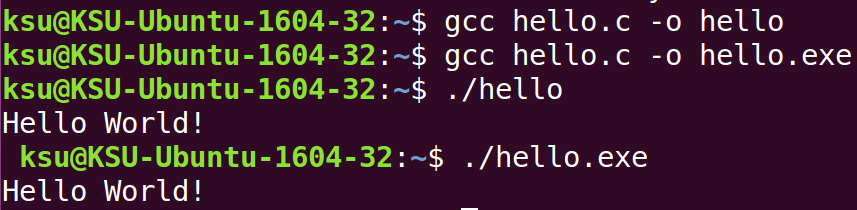 ksu@KSU-Ubuntu-1604-32:~$ gcc hello.c -o hello
ksu@KSU-Ubuntu-1604-32:~$ gcc hello.c -o hello.exe
ksu@KSU-Ubuntu-1604-32:~$ ./hello
Hello World!
 ksu@KSU-Ubuntu-1604-32:~$ ./hello.exe
Hello World!